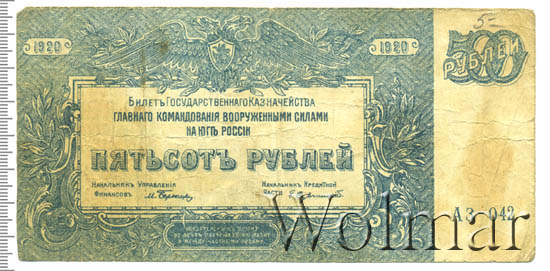 5-
1920
1920
500
РУБЛЕЙ
БИЛЕТЪ ГОСУДАРСТВЕННАГО КАЗНАЧЕЙСТВА
ГЛАВНАГО КОМАНДОВАНІЯ ВООРУЖЕННЫМИ СИЛАМИ
НА ЮГѢ РОССІИ
ПЯТЬСОТЪ РУБЛЕЙ
НАЧАЛЬНИКЪ УПРАВЛЕНІЯ
ФИНАНСОВЪ
НАЧАЛЬНИКЪ КРЕДИТНОЙ
ЧАСТИ
АЗ-042
Wolmar